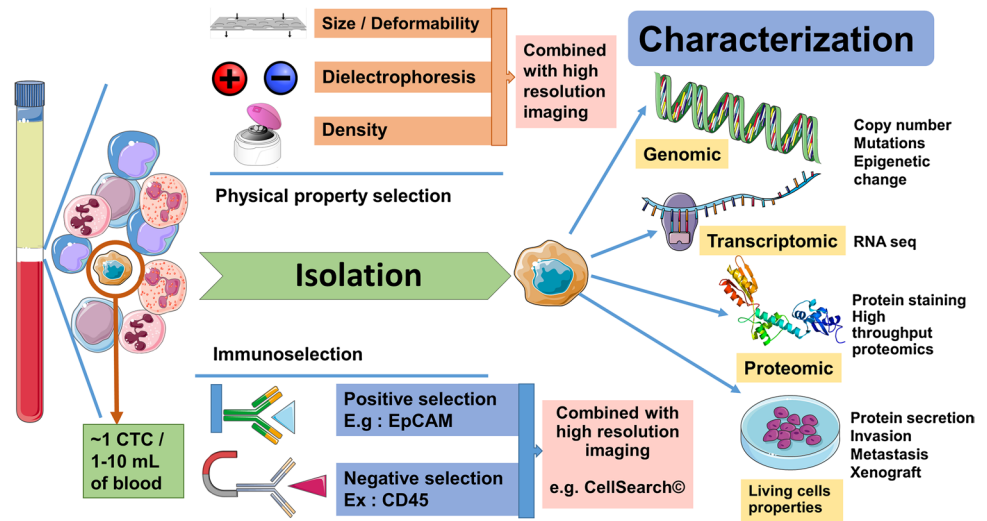 Size / Deformability
Dielectrophoresis
Density
Combined
with high
resolution
imaging
Physical property selection
Characterization
Genomic
Copy number
Mutations
Epigenetic
change
Transcriptomic
RNA seq
Isolation
Protein staining
High
throughput
proteomics
Proteomic
Immunoselection
Positive selection
E.g : EpCAM
Negative selection
Ex : CD45
Combined with
high resolution
imaging
e.g. CellSearch©
Protein secretion
Invasion
Metastasis
Xenograft
Living cells
properties
~1 CTC /
1-10 mL
of blood